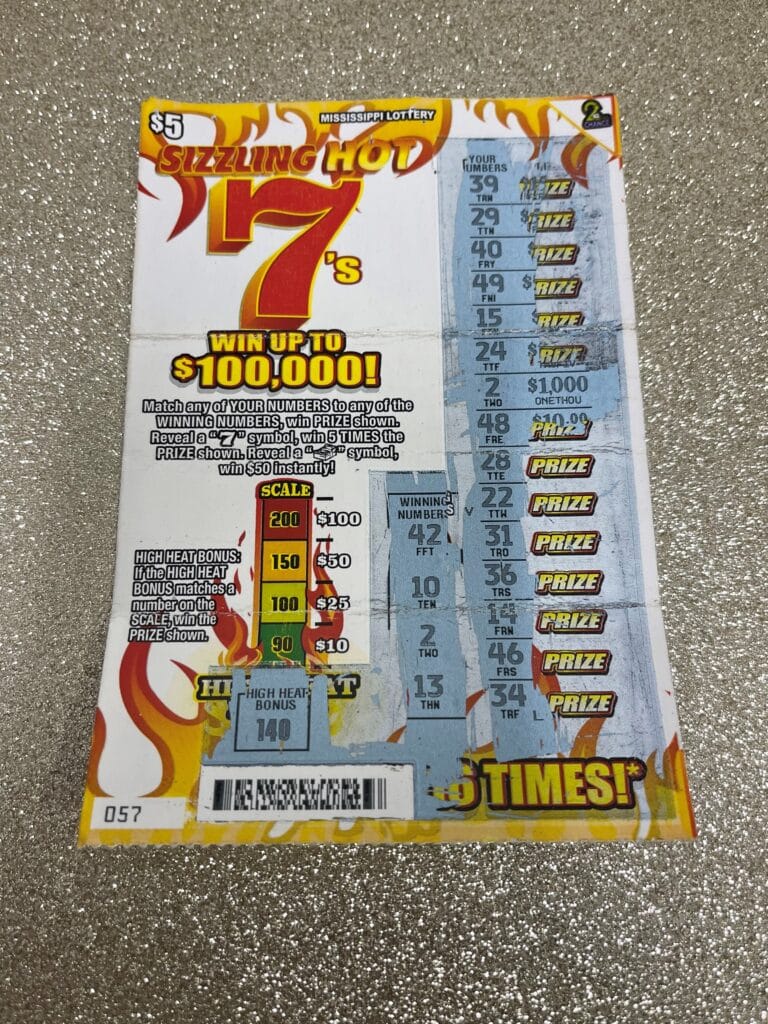 $5
MISSISSIPPI LOTTERY
2ND CHANCE
SIZZLING HOT
7's
WIN UP TO
$100,000!
Match any of YOUR NUMBERS to any of the
WINNING NUMBERS, win PRIZE shown.
Reveal a "7" symbol, win 5 TIMES the
PRIZE shown. Reveal a " " symbol,
win $50 instantly!
SCALE
200 $100
150 $50
100 $25
90 $10
HIGH HEAT BONUS:
If the HIGH HEAT
BONUS matches a
number on the
SCALE, win the
PRIZE shown.
HIGH HEAT
BONUS
140
057
WINNING
NUMBERS
42
FFT
10
TEN
2
TWO
13
THN
YOUR
NUMBERS
39 PRIZE
TRN
29 PRIZE
TTN
40 PRIZE
FRY
49 PRIZE
FNI
15 PRIZE
24 PRIZE
TTF
2 $1,000
TWO ONETHOU
48 PRIZE
FRE
28 PRIZE
TTE
22 PRIZE
TTW
31 PRIZE
TRO
36 PRIZE
TRS
14 PRIZE
FRN
46 PRIZE
FRS
34 PRIZE
TRF
TIMES!*